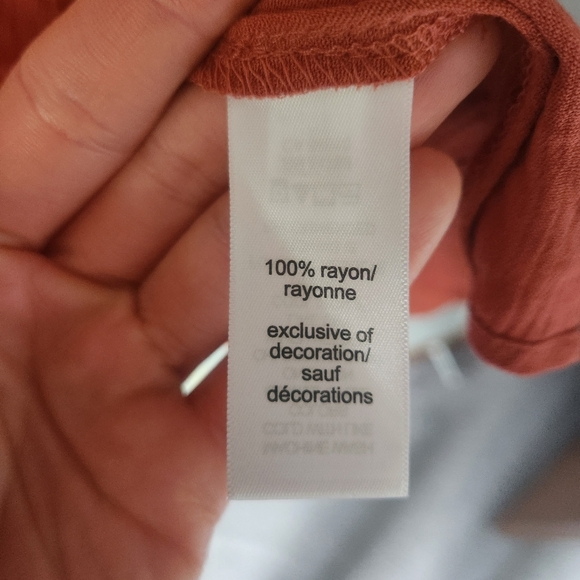 100% rayon/
rayonne
exclusive of
decoration/
sauf
décorations